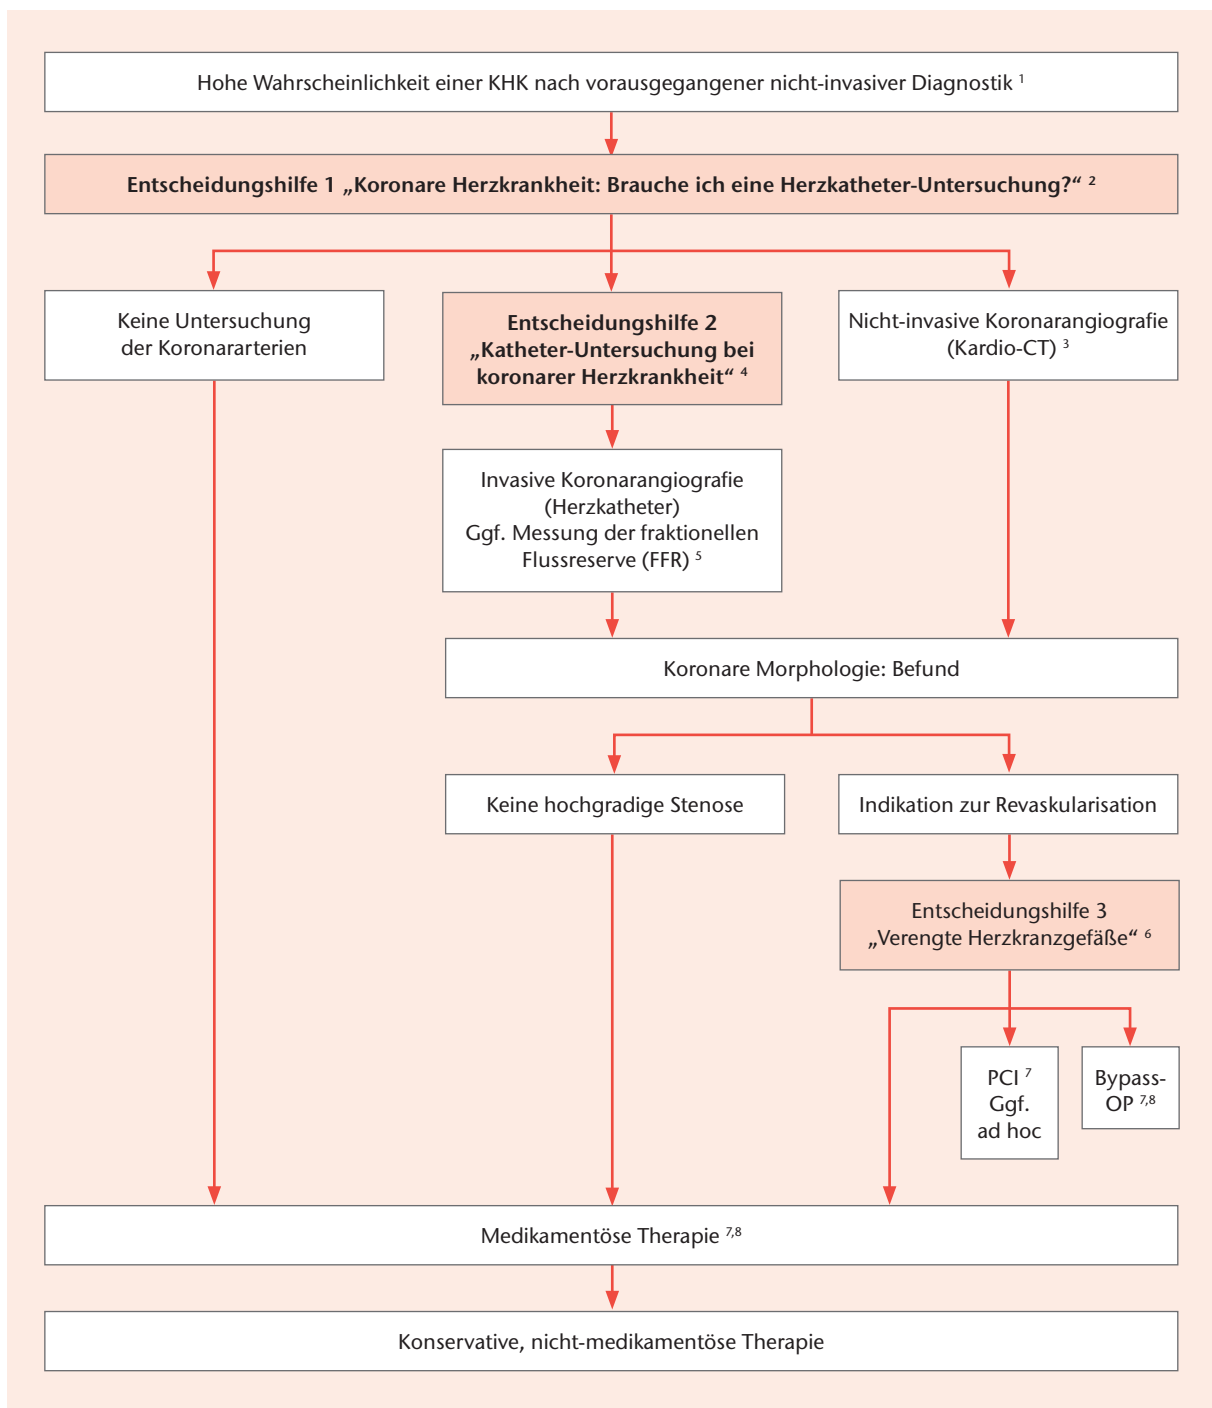 Hohe Wahrscheinlichkeit einer KHK nach vorausgegangener nicht-invasiver Diagnostik 1
Entscheidungshilfe 1 „Koronare Herzkrankheit: Brauche ich eine Herzkatheter-Untersuchung?“ 2
Keine Untersuchung
der Koronararterien
Entscheidungshilfe 2
„Katheter-Untersuchung bei
koronarer Herzkrankheit“ 4
Nicht-invasive Koronarangiografie
(Kardio-CT) 3
Invasive Koronarangiografie
(Herzkatheter)
Ggf. Messung der fraktionellen
Flussreserve (FFR) 5
Koronare Morphologie: Befund
Keine hochgradige Stenose
Indikation zur Revaskularisation
Entscheidungshilfe 3
„Verengte Herzkranzgefäße“ 6
PCI 7
Ggf.
ad hoc
Bypass-
OP 7,8
Medikamentöse Therapie 7,8
Konservative, nicht-medikamentöse Therapie